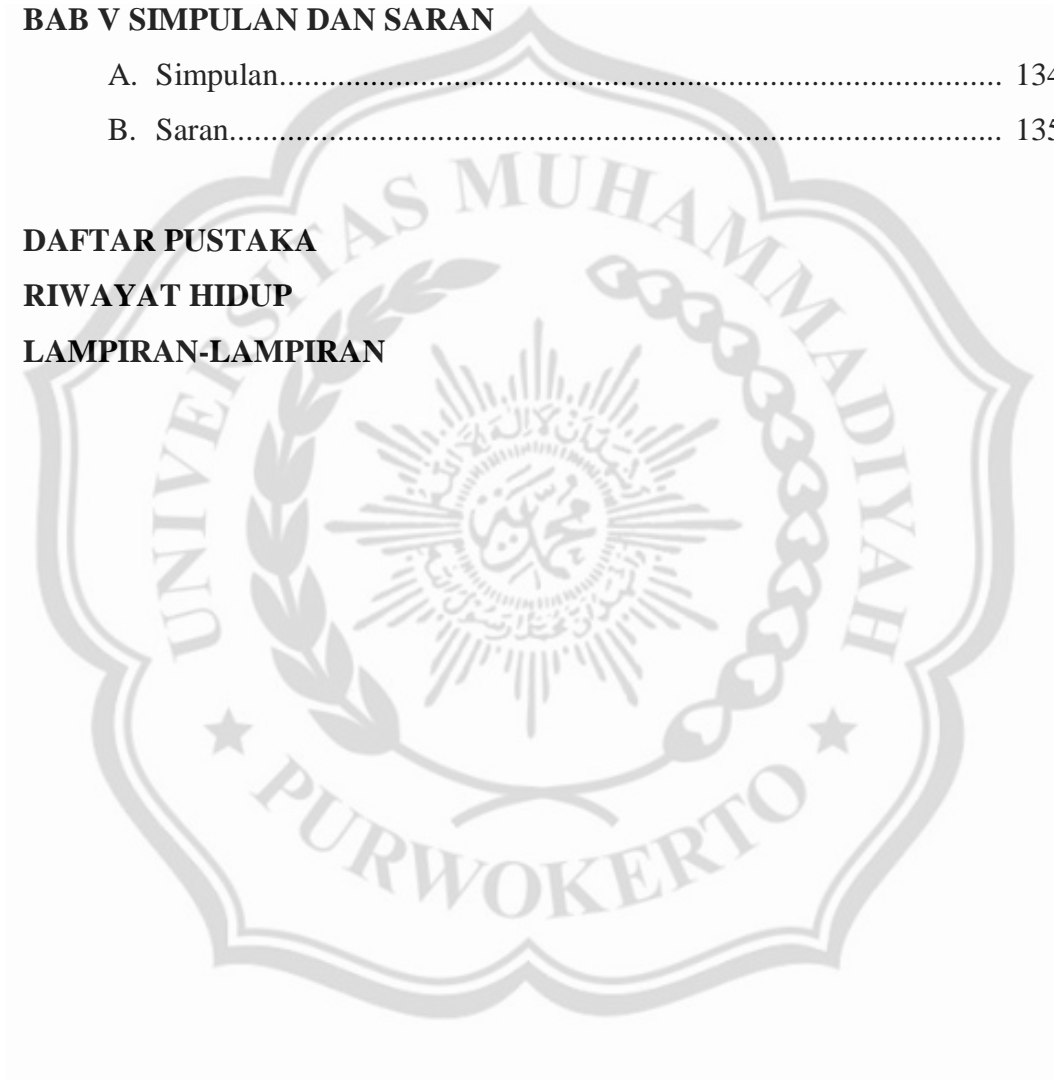 BAB V SIMPULAN DAN SARAN
A. Simpulan....................................................................................... 134
B. Saran............................................................................................. 135
DAFTAR PUSTAKA
RIWAYAT HIDUP
LAMPIRAN-LAMPIRAN
UNIVERSITAS MUHAMMADIYAH
PURWOKERTO